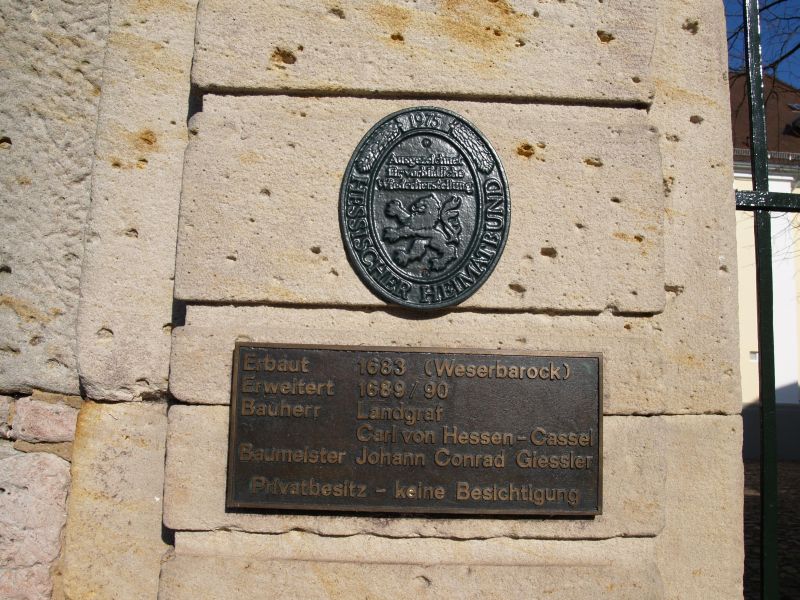 1975
Ausgezeichnet
für vorbildliche
Wiederherstellung
HESSISCHER HEIMATBUND
Erbaut 1683 (Weserbarock)
Erweitert 1689/90
Bauherr Landgraf
Carl von Hessen-Cassel
Baumeister Johann Conrad Giessler
Privatbesitz - keine Besichtigung